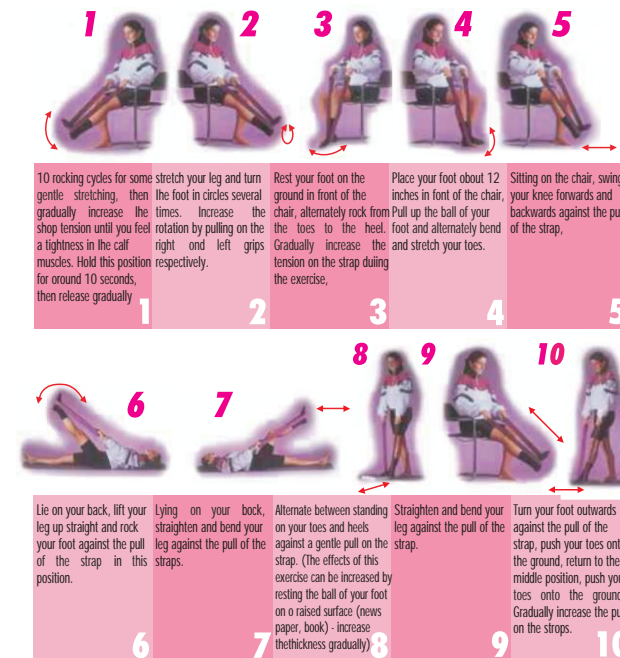 1
2
3
4
5
10 rocking cycles for some
gentle stretching, then
gradually increase lhe
shop tension until you feel
a tightness in lhe calf
muscles. Hold this position
for oround 10 seconds,
then release gradually
1
stretch your leg and turn
lhe foot in circles several
times. Increase the
rotation by pulling on the
right ond left grips
respectively.
2
Rest your foot on the
ground in front of the
chair, alternately rock from
the toes to the heel.
Gradually increase the
tension on the strap duiing
the exercise,
3
Place your foot obout 12
inches in font of the chair,
Pull up the ball of your
foot and alternately bend
and stretch your toes.
4
Sitting on the chair, swing
your knee forwards and
backwards against the pu
of the strap,
5
6
7
8
9
10
Lie on your back, lift your
leg up straight and rock
your foot against the pull
of the strap in this
position.
6
Lying on your bock,
straighten and bend your
leg against the pull of the
straps.
7
Alternate between standing
on your toes and heels
against a gentle pull on the
strap. (The effects of this
exercise can be increased by
resting the ball of your foot
on o raised surface (news
paper, book) - increase
thethickness gradually)
8
Straighten and bend your
leg against the pull of the
strap.
9
Turn your foot outwards
against the pull of the
strap, push your toes ont
the ground, return to the
middle position, push you
toes onto the ground
Gradually increase the pu
on the strops.
10